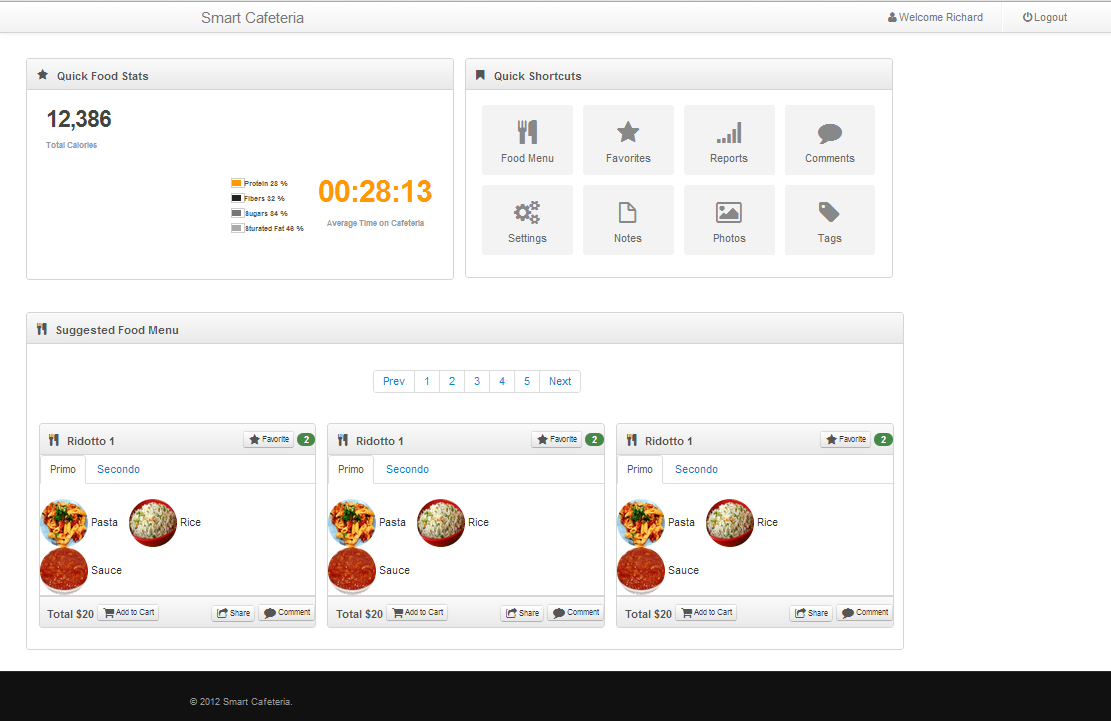 Smart Cafeteria
Welcome Richard
Logout
Quick Food Stats
12,386
Total Calories
Protein 28 %
Fibers 32 %
Sugars 84 %
Sturated Fat 46 %
00:28:13
Average Time on Cafeteria
Quick Shortcuts
Food Menu
Favorites
Reports
Comments
Settings
Notes
Photos
Tags
Suggested Food Menu
Prev 1 2 3 4 5 Next
Ridotto 1 Favorite 2
Primo Secondo
Pasta Rice
Sauce
Total $20 Add to Cart Share Comment
Ridotto 1 Favorite 2
Primo Secondo
Pasta Rice
Sauce
Total $20 Add to Cart Share Comment
Ridotto 1 Favorite 2
Primo Secondo
Pasta Rice
Sauce
Total $20 Add to Cart Share Comment
© 2012 Smart Cafeteria.